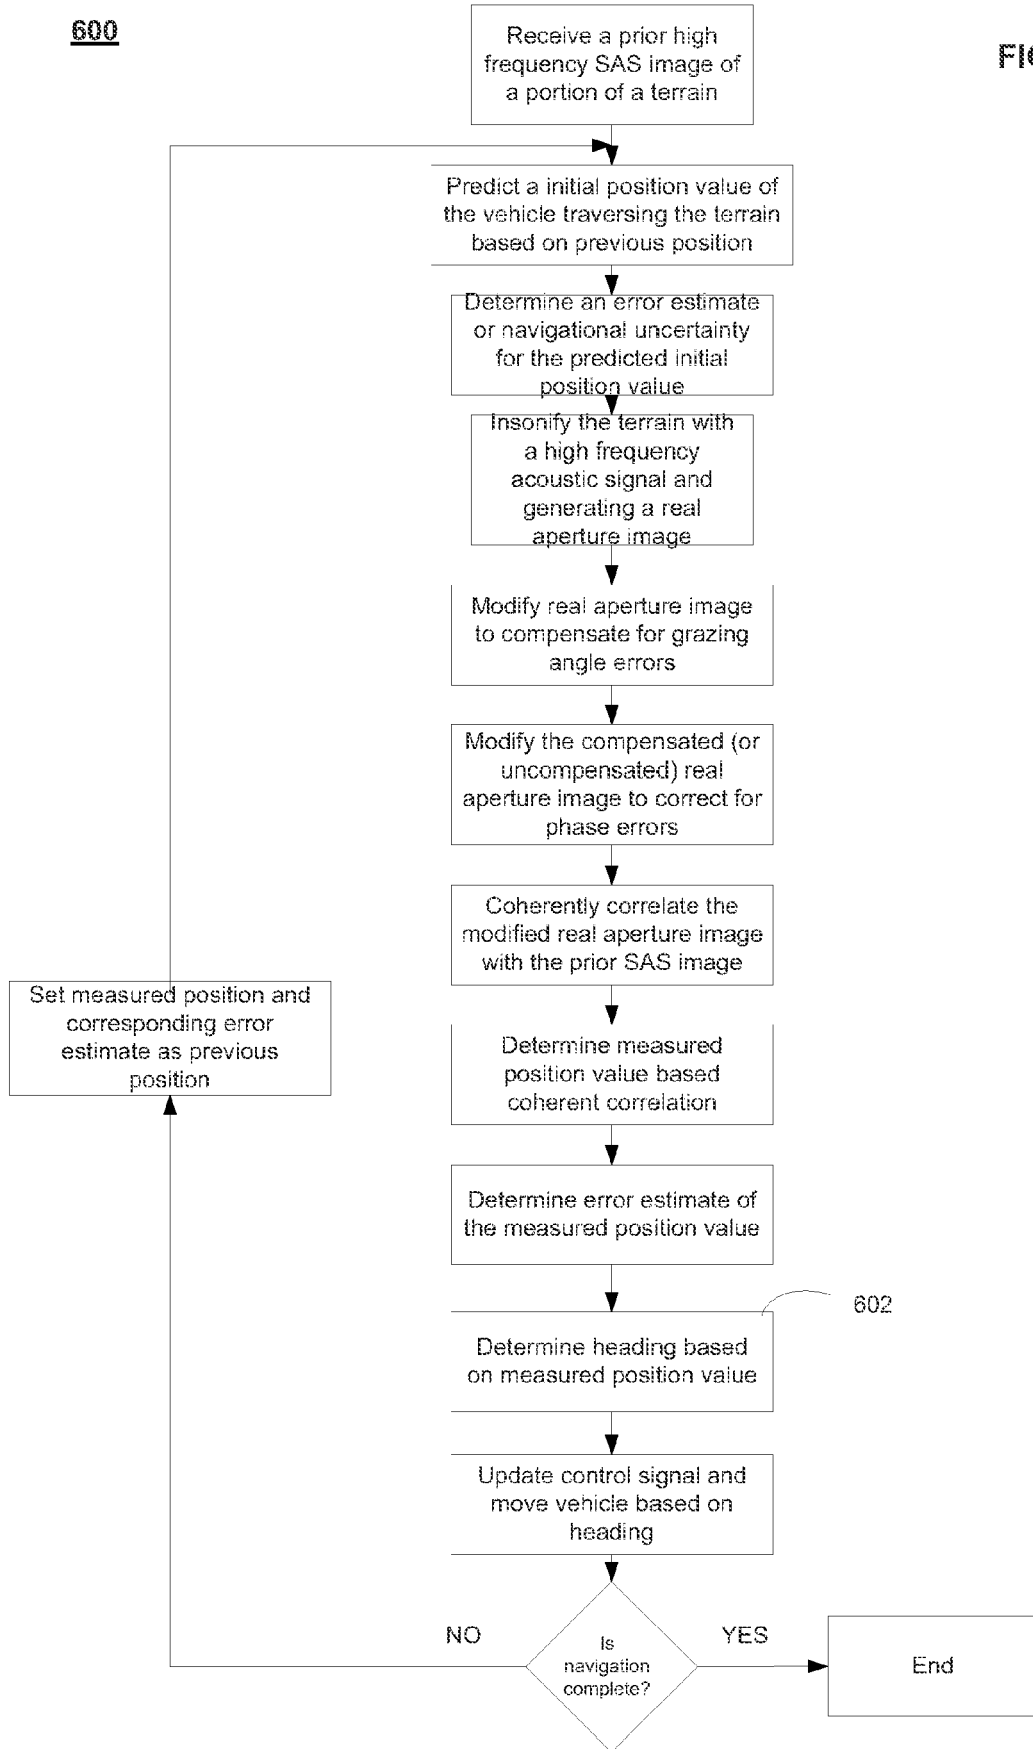 600
FIG
Receive a prior high
frequency SAS image of
a portion of a terrain
Predict a initial position value of
the vehicle traversing the terrain
based on previous position
Determine an error estimate
or navigational uncertainty
for the predicted initial
position value
Insonify the terrain with
a high frequency
acoustic signal and
generating a real
aperture image
Modify real aperture image
to compensate for grazing
angle errors
Modify the compensated (or
uncompensated) real
aperture image to correct for
phase errors
Coherently correlate the
modified real aperture image
with the prior SAS image
Set measured position and
corresponding error
estimate as previous
position
Determine measured
position value based
coherent correlation
Determine error estimate of
the measured position value
602
Determine heading based
on measured position value
Update control signal and
move vehicle based on
heading
NO
YES
Is
navigation
complete?
End